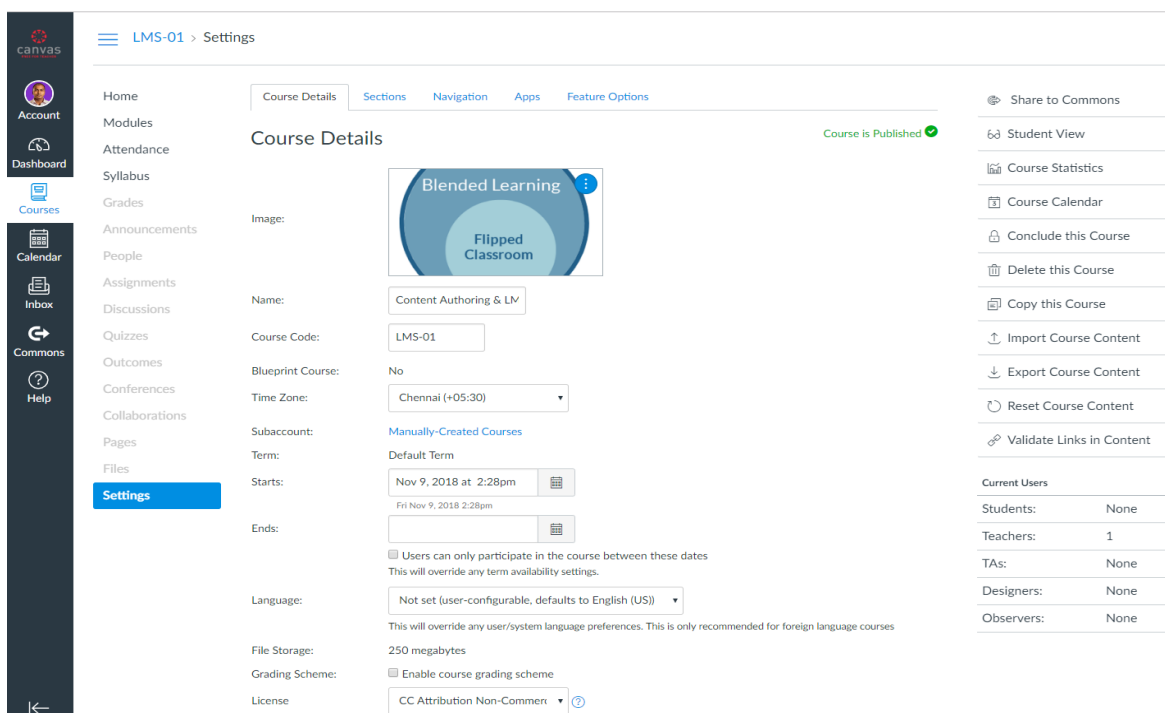 canvas
LMS-01 > Settings
Account
Dashboard
Courses
Calendar
Inbox
Commons
Help
Home
Modules
Attendance
Syllabus
Grades
Announcements
People
Assignments
Discussions
Quizzes
Outcomes
Conferences
Collaborations
Pages
Files
Settings
Course Details Sections Navigation Apps Feature Options
Course Details
Course is Published
Image:
Blended Learning
Flipped
Classroom
Name: Content Authoring & LM
Course Code: LMS-01
Blueprint Course: No
Time Zone: Chennai (+05:30)
Subaccount: Manually-Created Courses
Term: Default Term
Starts: Nov 9, 2018 at 2:28pm
Fri Nov 9, 2018 2:28pm
Ends:
Users can only participate in the course between these dates
This will override any term availability settings.
Language: Not set (user-configurable, defaults to English (US))
This will override any user/system language preferences. This is only recommended for foreign language courses
File Storage: 250 megabytes
Grading Scheme: Enable course grading scheme
License CC Attribution Non-Commerc ?
Share to Commons
Student View
Course Statistics
Course Calendar
Conclude this Course
Delete this Course
Copy this Course
Import Course Content
Export Course Content
Reset Course Content
Validate Links in Content
Current Users
Students: None
Teachers: 1
TAs: None
Designers: None
Observers: None